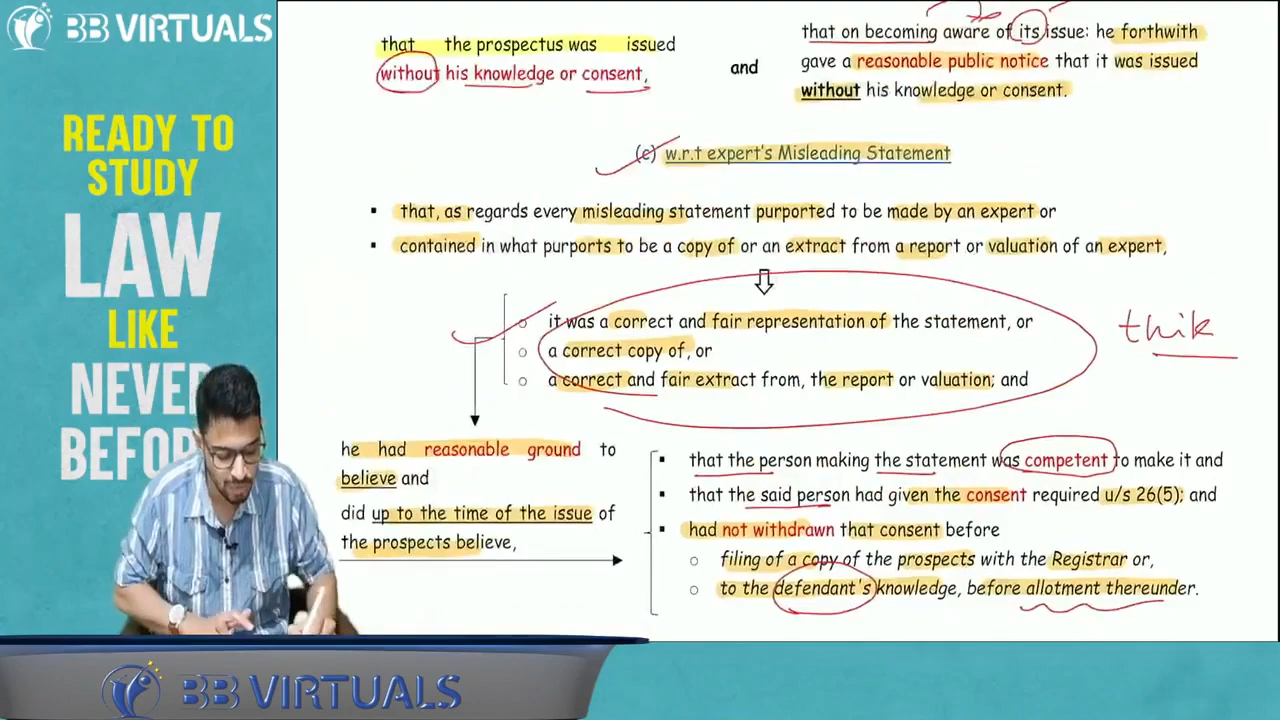 BB VIRTUALS
READY TO
STUDY
LAW
LIKE
NEVER
BEFOR
that the prospectus was issued
without his knowledge or consent,
and
that on becoming aware of its issue: he forthwith
gave a reasonable public notice that it was issued
without his knowledge or consent.
(c) w.r.t expert's Misleading Statement
▪ that, as regards every misleading statement purported to be made by an expert or
▪ contained in what purports to be a copy of or an extract from a report or valuation of an expert,
o it was a correct and fair representation of the statement, or
o a correct copy of, or
o a correct and fair extract from, the report or valuation; and
thik
he had reasonable ground to
believe and
did up to the time of the issue of
the prospects believe,
▪ that the person making the statement was competent to make it and
▪ that the said person had given the consent required u/s 26(5); and
▪ had not withdrawn that consent before
o filing of a copy of the prospects with the Registrar or,
o to the defendant's knowledge, before allotment thereunder.
BB VIRTUALS